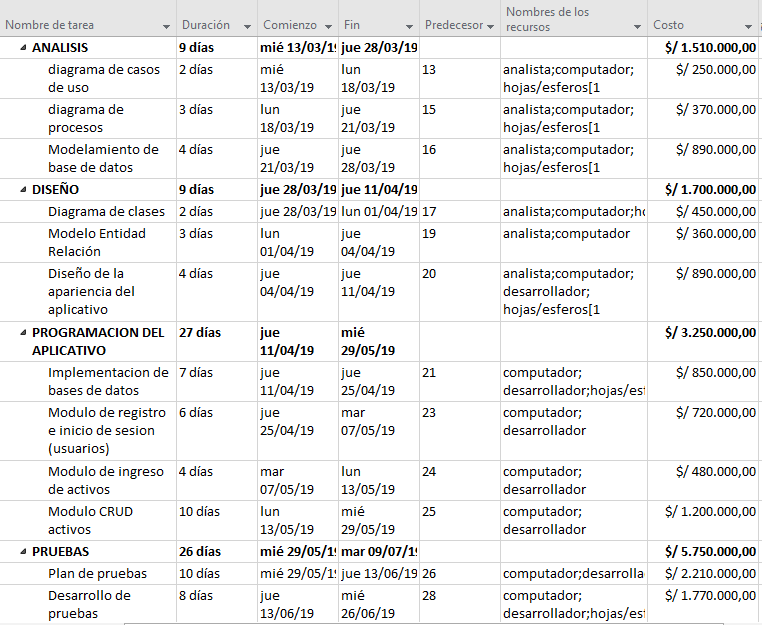 Nombre de tarea Duración Comienzo Fin Predecesor Nombres de los recursos Costo
ANALISIS 9 días mié 13/03/19 jue 28/03/19 S/ 1.510.000,00
diagrama de casos de uso 2 días mié 13/03/19 lun 18/03/19 13 analista;computador; hojas/esferos[1 S/ 250.000,00
diagrama de procesos 3 días lun 18/03/19 jue 21/03/19 15 analista;computador; hojas/esferos[1 S/ 370.000,00
Modelamiento de base de datos 4 días jue 21/03/19 jue 28/03/19 16 analista;computador; hojas/esferos[1 S/ 890.000,00
DISEÑO 9 días jue 28/03/19 jue 11/04/19 S/ 1.700.000,00
Diagrama de clases 2 días jue 28/03/19 lun 01/04/19 17 analista;computador;ho S/ 450.000,00
Modelo Entidad Relación 3 días lun 01/04/19 jue 04/04/19 19 analista;computador S/ 360.000,00
Diseño de la apariencia del aplicativo 4 días jue 04/04/19 jue 11/04/19 20 analista;computador; desarrollador; hojas/esferos[1 S/ 890.000,00
PROGRAMACION DEL APLICATIVO 27 días jue 11/04/19 mié 29/05/19 S/ 3.250.000,00
Implementacion de bases de datos 7 días jue 11/04/19 jue 25/04/19 21 computador; desarrollador;hojas/esf S/ 850.000,00
Modulo de registro e inicio de sesion (usuarios) 6 días jue 25/04/19 mar 07/05/19 23 computador; desarrollador S/ 720.000,00
Modulo de ingreso de activos 4 días mar 07/05/19 lun 13/05/19 24 computador; desarrollador S/ 480.000,00
Modulo CRUD activos 10 días lun 13/05/19 mié 29/05/19 25 computador; desarrollador S/ 1.200.000,00
PRUEBAS 26 días mié 29/05/19 mar 09/07/19 S/ 5.750.000,00
Plan de pruebas 10 días mié 29/05/19 jue 13/06/19 26 computador;desarrolla S/ 2.210.000,00
Desarrollo de pruebas 8 días jue 13/06/19 mié 26/06/19 28 computador; desarrollador;hojas/esf S/ 1.770.000,00